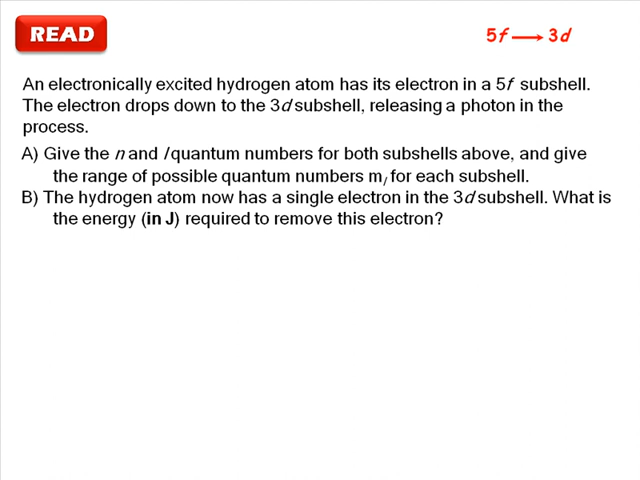 READ
5f → 3d
An electronically excited hydrogen atom has its electron in a 5f subshell.
The electron drops down to the 3d subshell, releasing a photon in the
process.
A) Give the n and l quantum numbers for both subshells above, and give
the range of possible quantum numbers mₗ for each subshell.
B) The hydrogen atom now has a single electron in the 3d subshell. What is
the energy (in J) required to remove this electron?